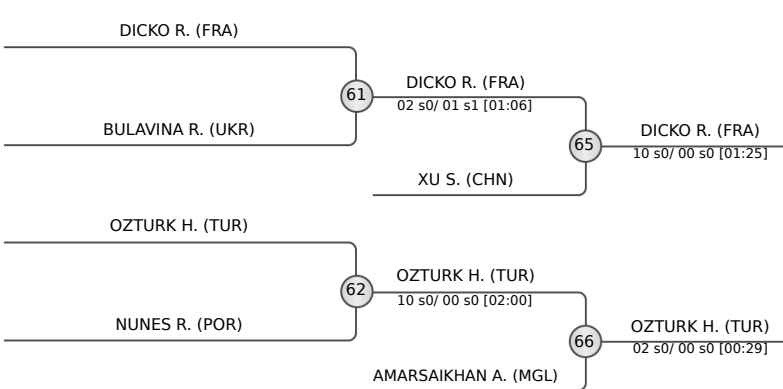 DICKO R. (FRA)
61
DICKO R. (FRA)
02 s0/ 01 s1 [01:06]
BULAVINA R. (UKR)
65
DICKO R. (FRA)
10 s0/ 00 s0 [01:25]
XU S. (CHN)
OZTURK H. (TUR)
62
OZTURK H. (TUR)
10 s0/ 00 s0 [02:00]
NUNES R. (POR)
66
OZTURK H. (TUR)
02 s0/ 00 s0 [00:29]
AMARSAIKHAN A. (MGL)